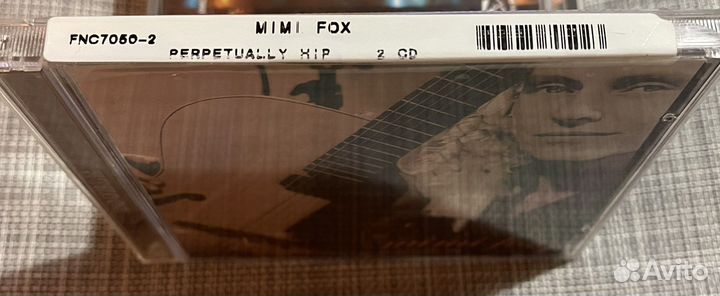 MIMI FOX
FNC7050-2
PERPETUALLY HIP 2 CD
Avito